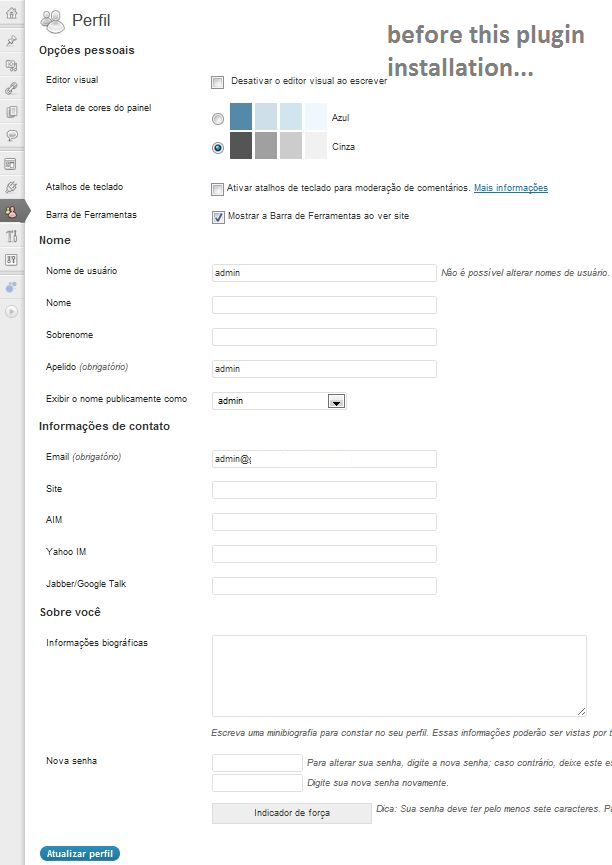 Perfil
before this plugin
installation...
Opções pessoais
Editor visual
Desativar o editor visual ao escrever
Paleta de cores do painel
Azul
Cinza
Atalhos de teclado
Ativar atalhos de teclado para moderação de comentários. Mais informações
Barra de Ferramentas
Mostrar a Barra de Ferramentas ao ver site
Nome
Nome de usuário
admin
Não é possível alterar nomes de usuário.
Nome
Sobrenome
Apelido (obrigatório)
admin
Exibir o nome publicamente como
admin
Informações de contato
Email (obrigatório)
admin@g
Site
AIM
Yahoo IM
Jabber/Google Talk
Sobre você
Informações biográficas
Escreva uma minibiografia para constar no seu perfil. Essas informações poderão ser vistas por
Nova senha
Para alterar sua senha, digite a nova senha; caso contrário, deixe este
Digite sua nova senha novamente.
Indicador de força
Dica: Sua senha deve ter pelo menos sete caracteres.
Atualizar perfil